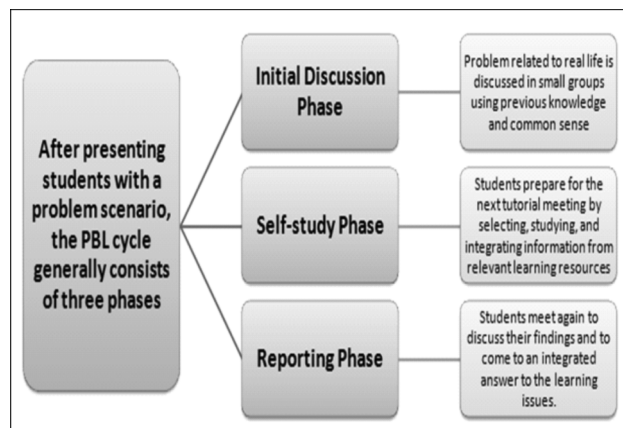 After presenting
students with a
problem scenario,
the PBL cycle
generally consists
of three phases
Initial Discussion
Phase
Problem related to real life is
discussed in small groups
using previous knowledge
and common sense
Self-study Phase
Students prepare for the
next tutorial meeting by
selecting, studying, and
integrating information from
relevant learning resources
Reporting Phase
Students meet again to
discuss their findings and to
come to an integrated
answer to the learning
issues.